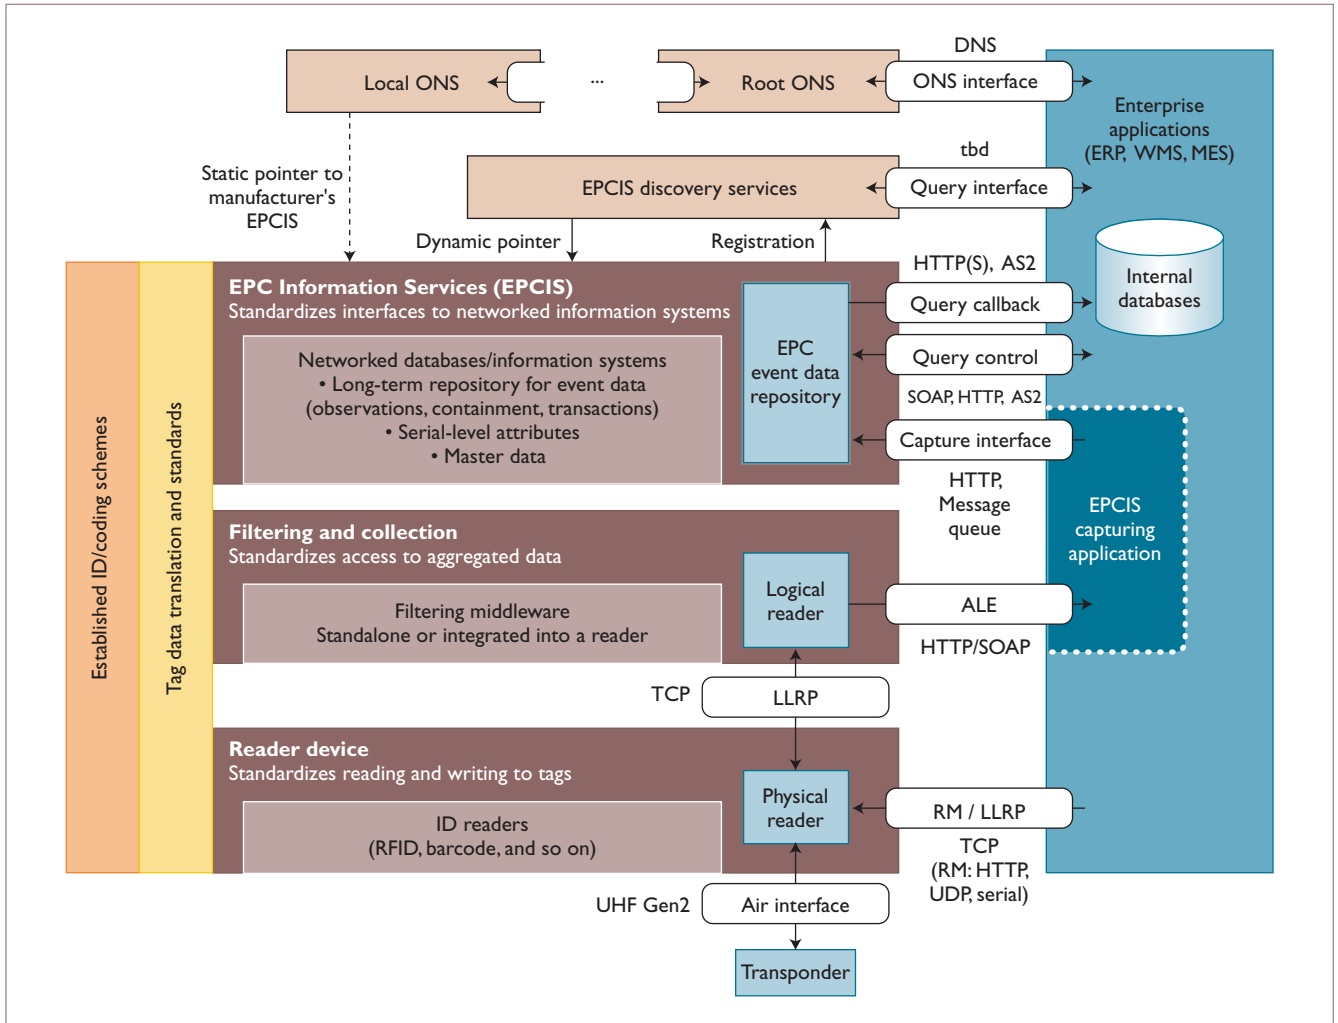 DNS
Local ONS
...
Root ONS
ONS interface
Enterprise
applications
(ERP, WMS, MES)
tbd
Static pointer to
manufacturer's
EPCIS
EPCIS discovery services
Query interface
Dynamic pointer
Registration
HTTP(S), AS2
EPC Information Services (EPCIS)
Standardizes interfaces to networked information systems
Query callback
Internal
databases
Networked databases/information systems
• Long-term repository for event data
(observations, containment, transactions)
• Serial-level attributes
• Master data
EPC
event data
repository
Query control
SOAP, HTTP, AS2
Capture interface
HTTP,
Message
queue
EPCIS
capturing
application
Established ID/coding schemes
Tag data translation and standards
Filtering and collection
Standardizes access to aggregated data
Filtering middleware
Standalone or integrated into a reader
Logical
reader
ALE
HTTP/SOAP
TCP
LLRP
Reader device
Standardizes reading and writing to tags
ID readers
(RFID, barcode, and so on)
Physical
reader
RM / LLRP
TCP
(RM: HTTP,
UDP, serial)
UHF Gen2
Air interface
Transponder